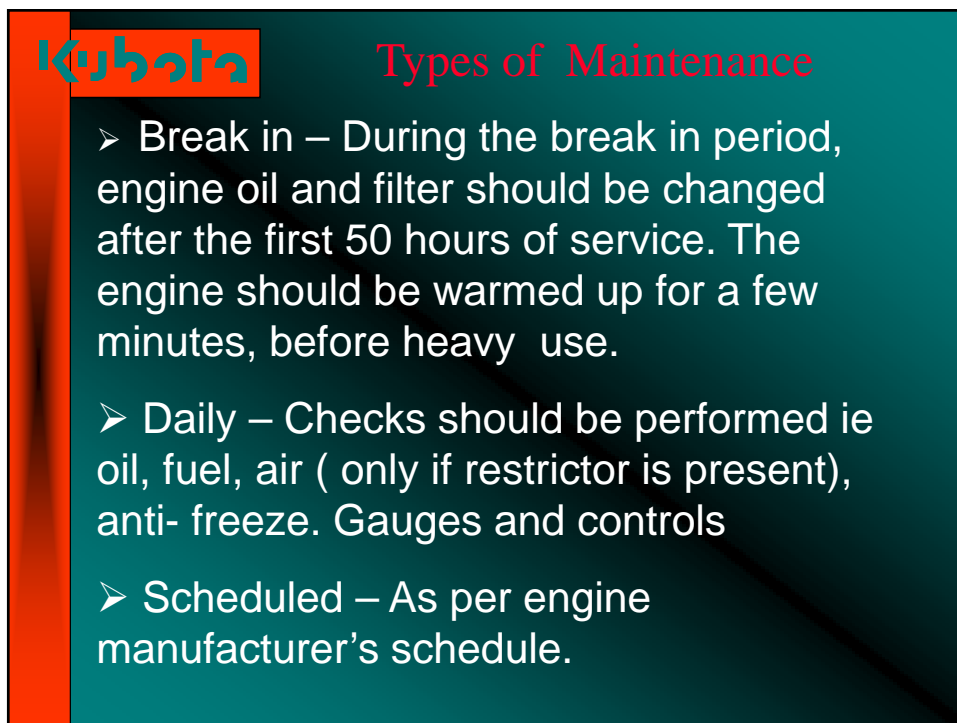 Kubota
Types of  Maintenance
➢ Break in – During the break in period,
engine oil and filter should be changed
after the first 50 hours of service. The
engine should be warmed up for a few
minutes, before heavy  use.
➢ Daily – Checks should be performed ie
oil, fuel, air ( only if restrictor is present),
anti- freeze. Gauges and controls
➢ Scheduled – As per engine
manufacturer’s schedule.